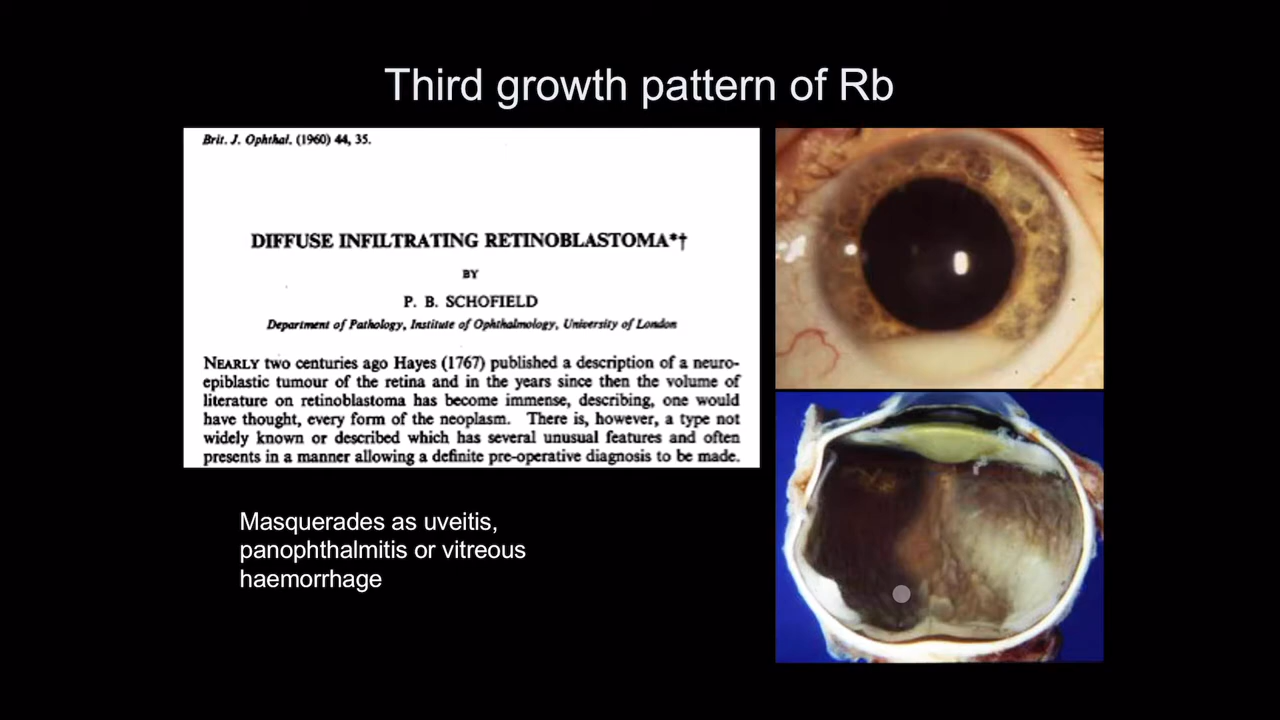 Third growth pattern of Rb
Brit. J. Ophthal. (1960) 44, 35.
DIFFUSE INFILTRATING RETINOBLASTOMA*†
BY
P. B. SCHOFIELD
Department of Pathology, Institute of Ophthalmology, University of London
NEARLY two centuries ago Hayes (1767) published a description of a neuro-
epiblastic tumour of the retina and in the years since then the volume of
literature on retinoblastoma has become immense, describing, one would
have thought, every form of the neoplasm. There is, however, a type not
widely known or described which has several unusual features and often
presents in a manner allowing a definite pre-operative diagnosis to be made.
Masquerades as uveitis,
panophthalmitis or vitreous
haemorrhage